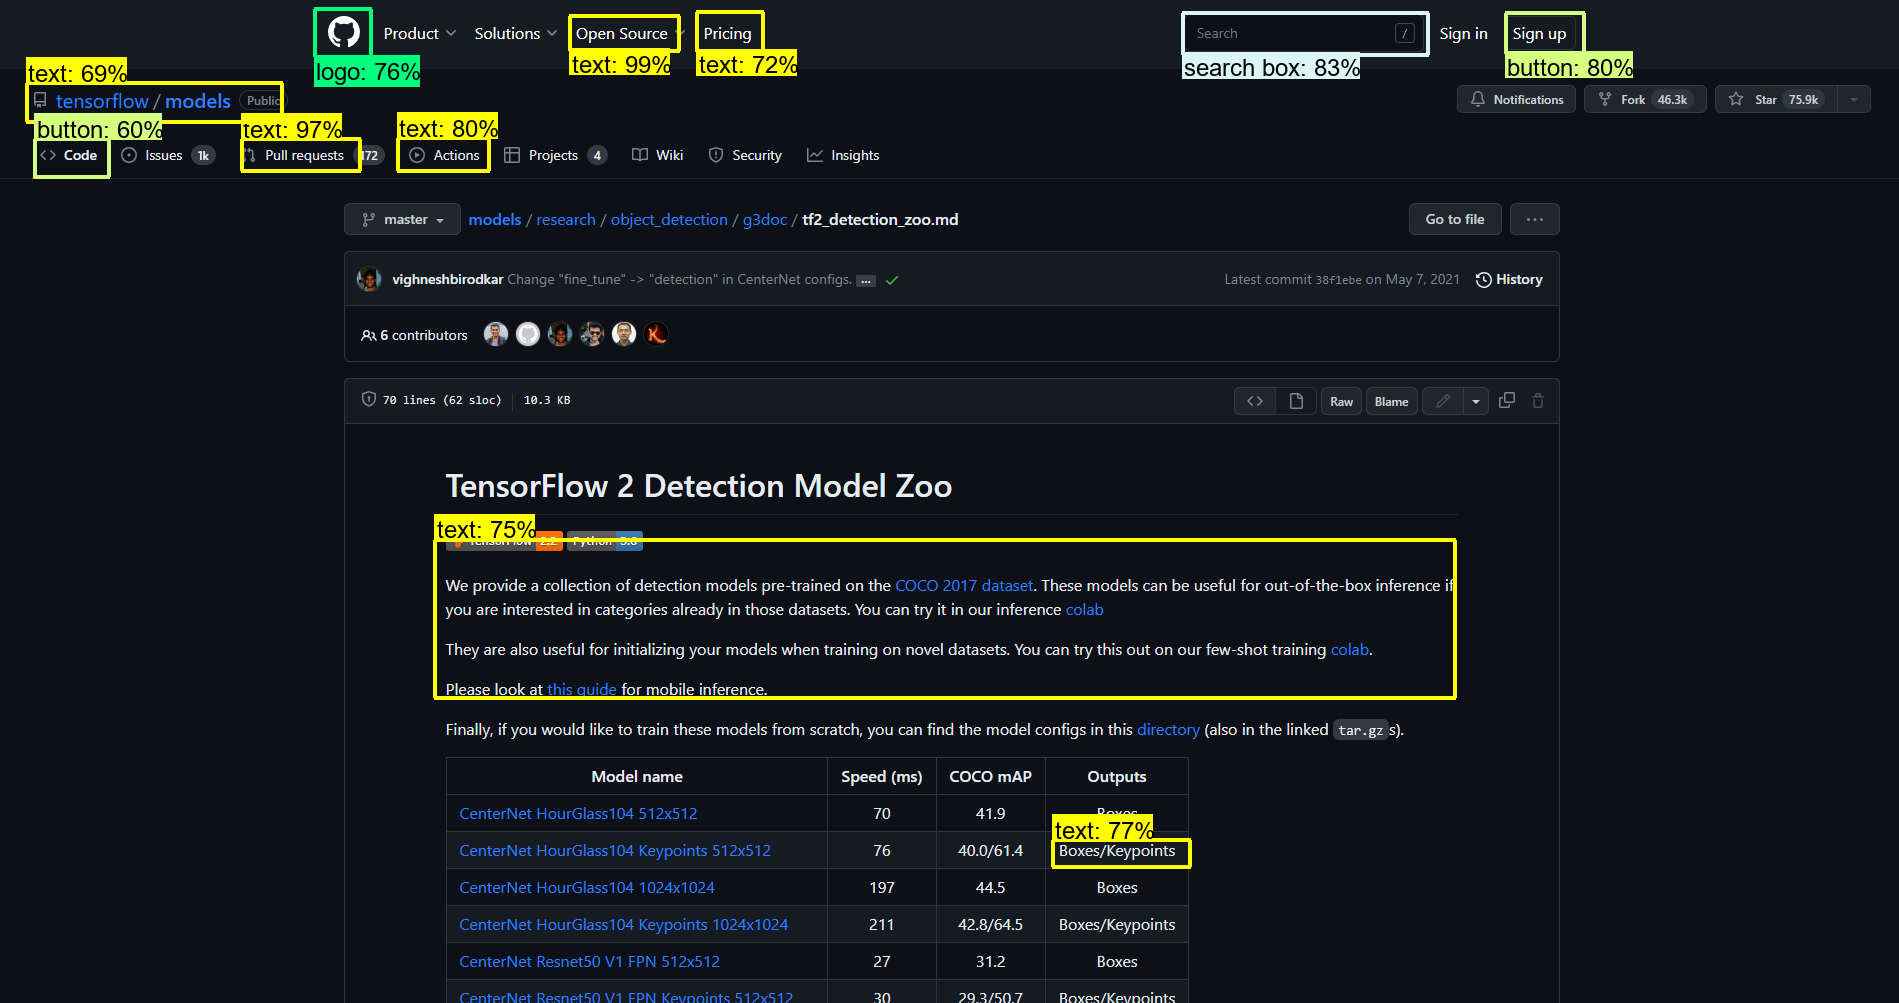 Product Solutions Open Source Pricing Search / Sign in Sign up
text: 99% text: 72%
logo: 76% search box: 83% button: 80%
text: 69%
tensorflow / models Public Notifications Fork 46.3k Star 75.9k
button: 60% text: 97% text: 80%
Code Issues 1k Pull requests 172 Actions Projects 4 Wiki Security Insights
master models / research / object_detection / g3doc / tf2_detection_zoo.md Go to file ...
vighneshbirodkar Change "fine_tune" -> "detection" in CenterNet configs. ... Latest commit 38f1ebe on May 7, 2021 History
6 contributors
70 lines (62 sloc) 10.3 KB <> Raw Blame
TensorFlow 2 Detection Model Zoo
text: 75%
TensorFlow 2.2 Python 3.6
We provide a collection of detection models pre-trained on the COCO 2017 dataset. These models can be useful for out-of-the-box inference if
you are interested in categories already in those datasets. You can try it in our inference colab
They are also useful for initializing your models when training on novel datasets. You can try this out on our few-shot training colab.
Please look at this guide for mobile inference.
Finally, if you would like to train these models from scratch, you can find the model configs in this directory (also in the linked tar.gz s).
Model name Speed (ms) COCO mAP Outputs
CenterNet HourGlass104 512x512 70 41.9 Boxes
text: 77%
CenterNet HourGlass104 Keypoints 512x512 76 40.0/61.4 Boxes/Keypoints
CenterNet HourGlass104 1024x1024 197 44.5 Boxes
CenterNet HourGlass104 Keypoints 1024x1024 211 42.8/64.5 Boxes/Keypoints
CenterNet Resnet50 V1 FPN 512x512 27 31.2 Boxes
CenterNet Resnet50 V1 FPN Keypoints 512x512 30 29.3/50.7 Boxes/Keypoints